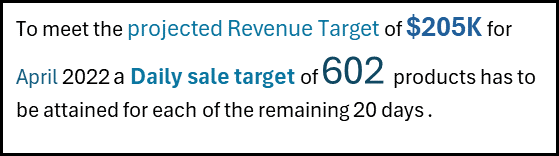 To meet the projected Revenue Target of $205K for
April 2022 a Daily sale target of 602 products has to
be attained for each of the remaining 20 days .